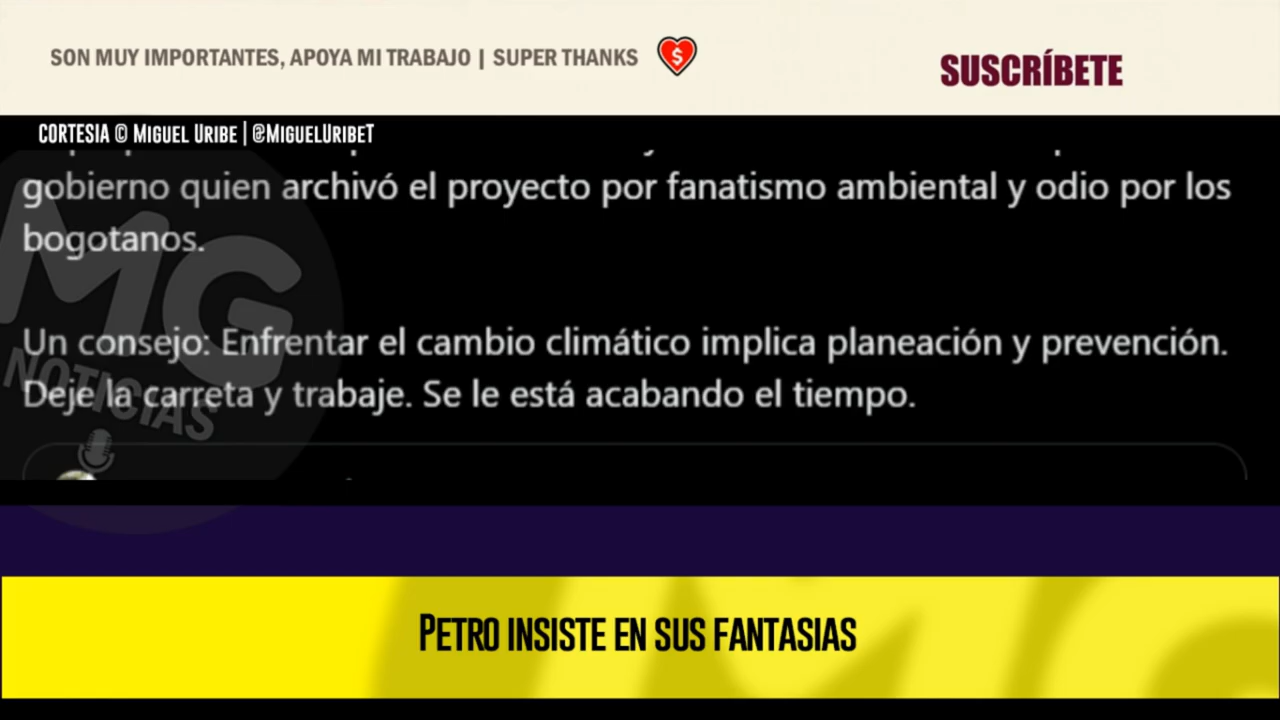 SON MUY IMPORTANTES, APOYA MI TRABAJO | SUPER THANKS
SUSCRÍBETE
CORTESIA © MIGUEL URIBE | @MIGUELURIBET
gobierno quien archivó el proyecto por fanatismo ambiental y odio por los
bogotanos.
Un consejo: Enfrentar el cambio climático implica planeación y prevención.
Deje la carreta y trabaje. Se le está acabando el tiempo.
MG
NOTICIAS
PETRO INSISTE EN SUS FANTASIAS